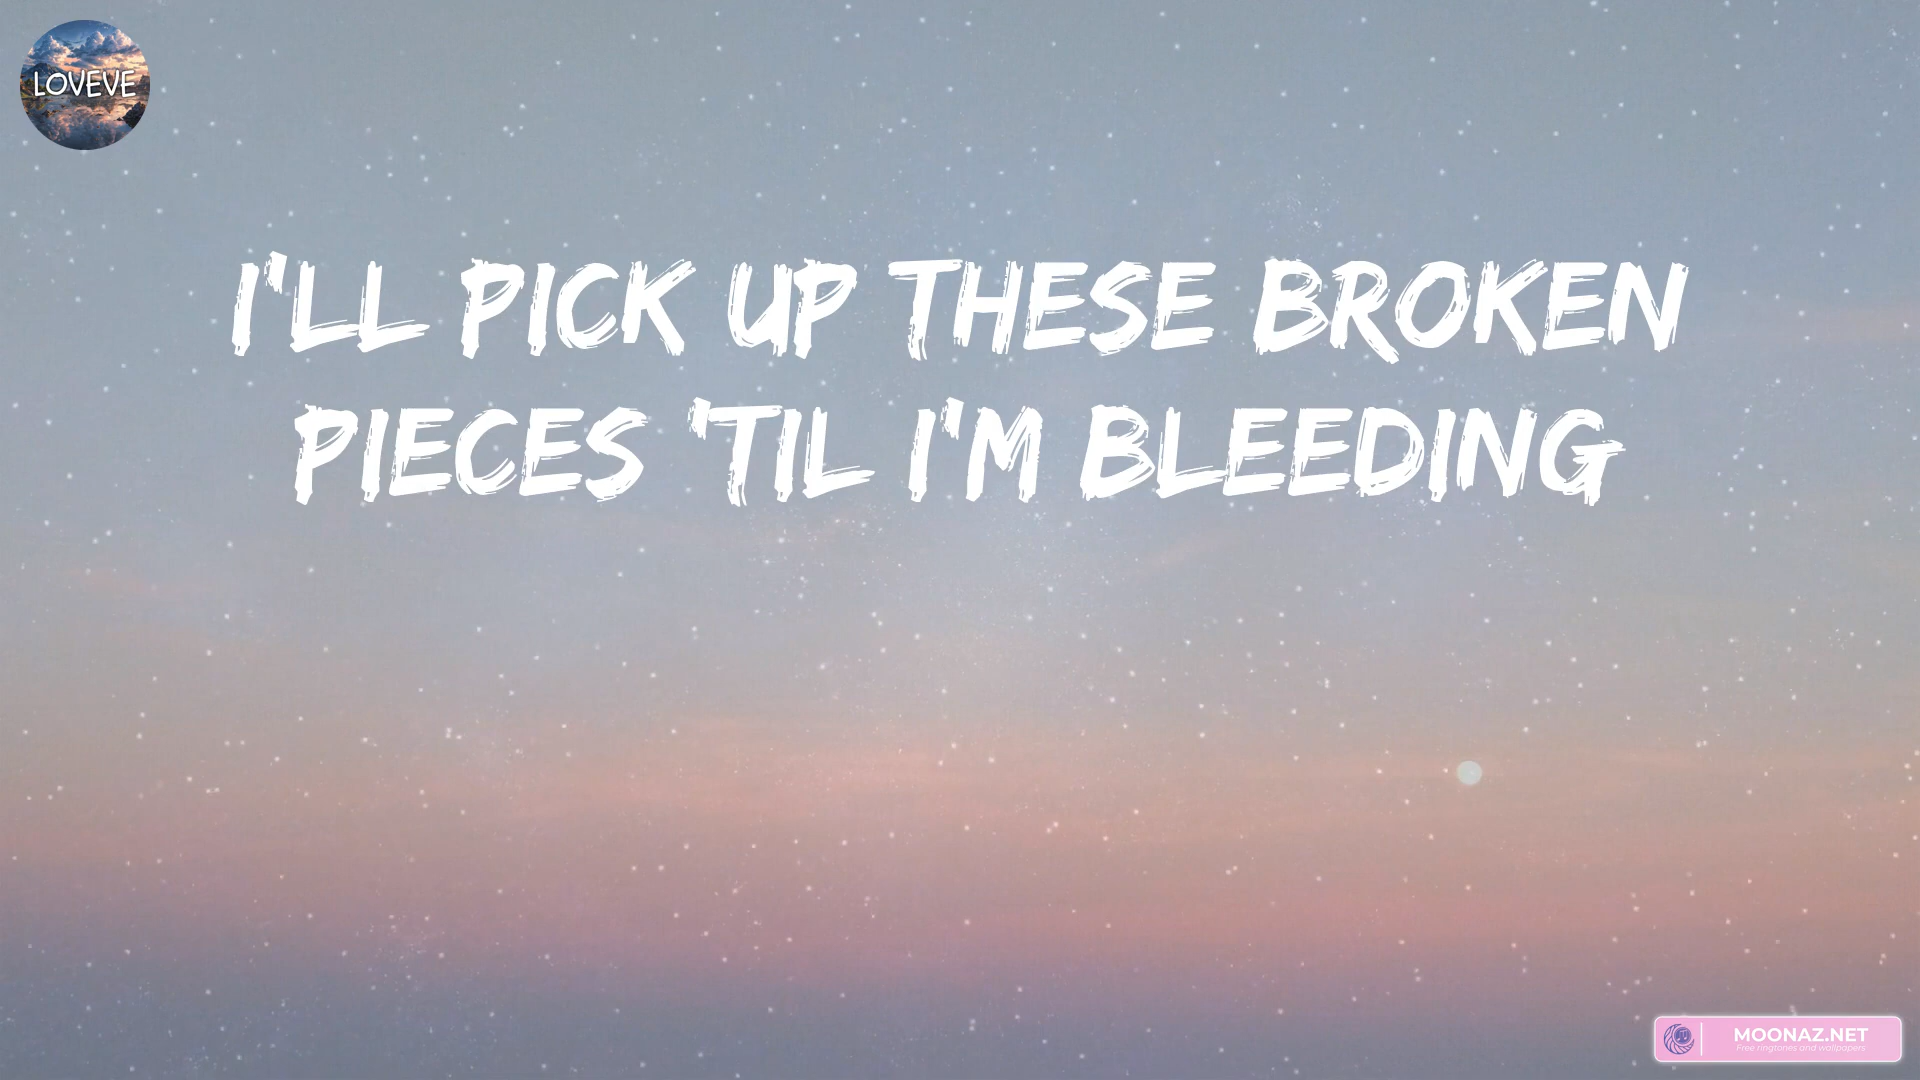 LOVEVE
I'LL PICK UP THESE BROKEN
PIECES 'TIL I'M BLEEDING
MOONAZ.NET
Free ringtones and wallpapers